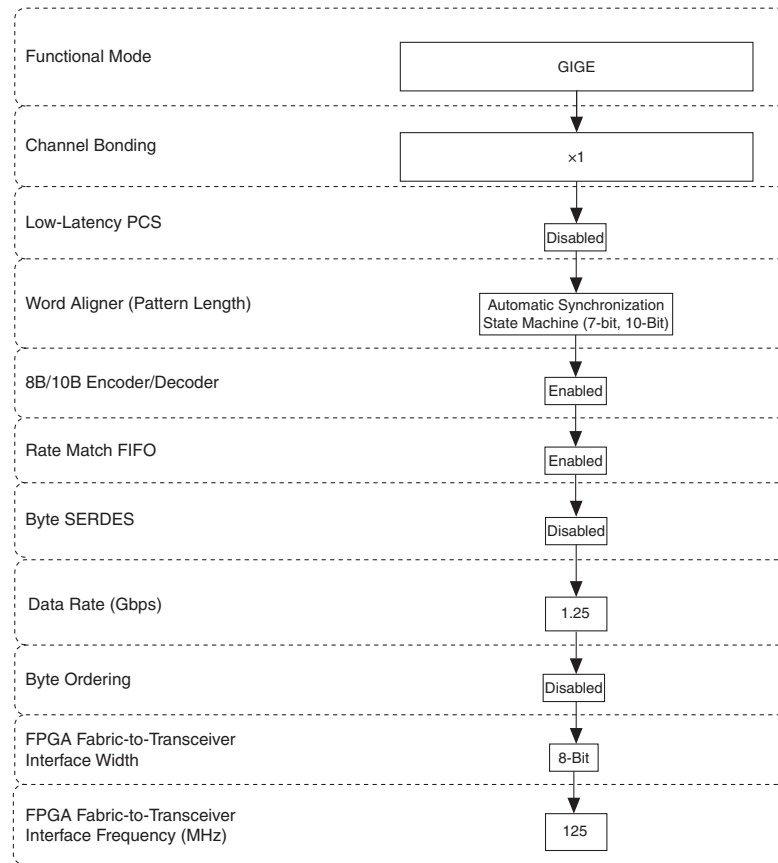 Functional Mode
GIGE
Channel Bonding
×1
Low-Latency PCS
Disabled
Word Aligner (Pattern Length)
Automatic Synchronization
State Machine (7-bit, 10-Bit)
8B/10B Encoder/Decoder
Enabled
Rate Match FIFO
Enabled
Byte SERDES
Disabled
Data Rate (Gbps)
1.25
Byte Ordering
Disabled
FPGA Fabric-to-Transceiver
Interface Width
8-Bit
FPGA Fabric-to-Transceiver
Interface Frequency (MHz)
125